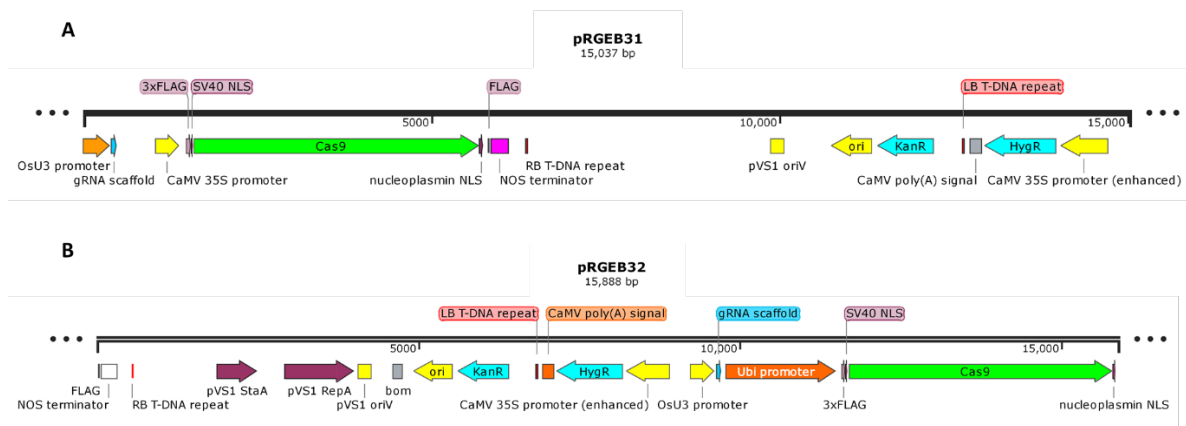 A
pRGEB31
15,037 bp
3xFLAG SV40 NLS FLAG LB T-DNA repeat
5000 10,000 15,000
Cas9 ori KanR HygR
OsU3 promoter nucleoplasmin NLS RB T-DNA repeat pVS1 oriV CaMV poly(A) signal
gRNA scaffold CaMV 35S promoter NOS terminator CaMV 35S promoter (enhanced)
B
pRGEB32
15,888 bp
LB T-DNA repeat CaMV poly(A) signal gRNA scaffold SV40 NLS
5000 10,000 15,000
ori KanR HygR Ubi promoter Cas9
FLAG pVS1 StaA pVS1 RepA bom CaMV 35S promoter (enhanced) 3xFLAG
NOS terminator RB T-DNA repeat pVS1 oriV OsU3 promoter nucleoplasmin NLS